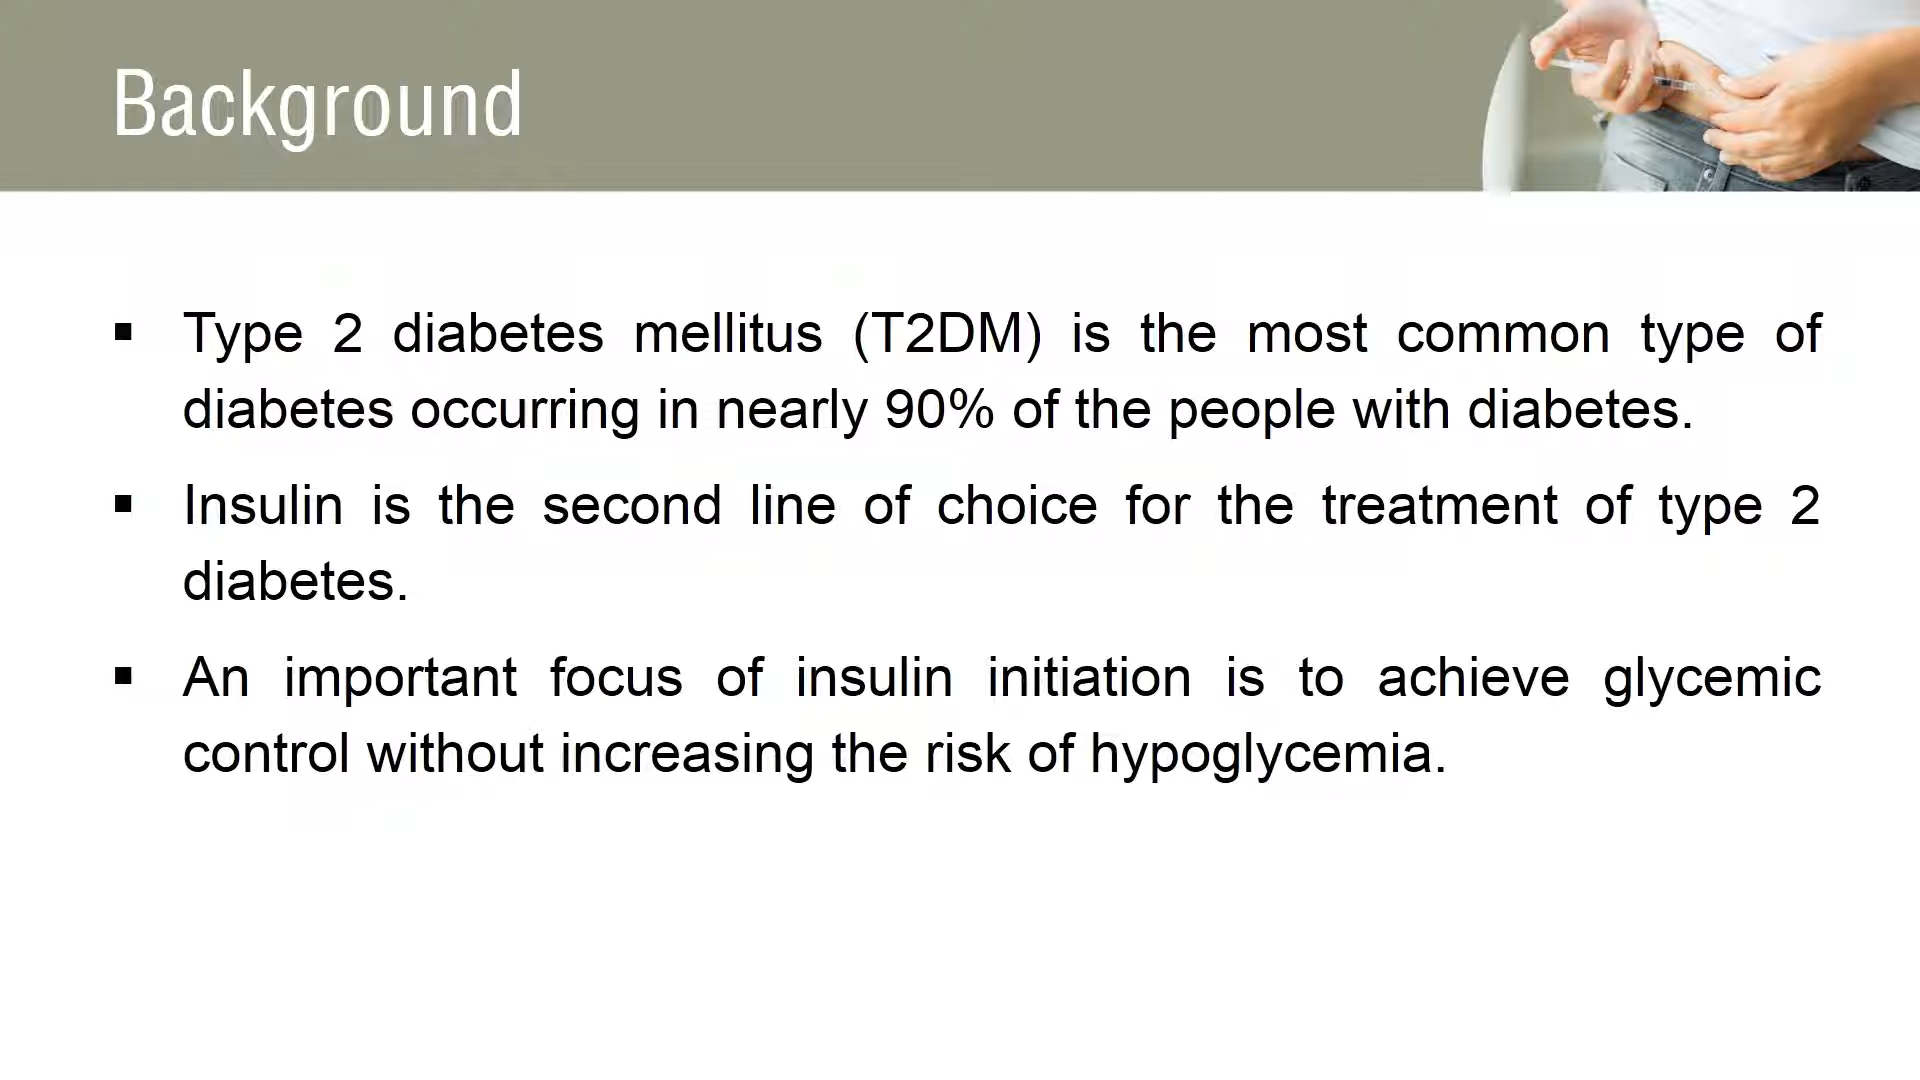 Background
▪ Type 2 diabetes mellitus (T2DM) is the most common type of
diabetes occurring in nearly 90% of the people with diabetes.
▪ Insulin is the second line of choice for the treatment of type 2
diabetes.
▪ An important focus of insulin initiation is to achieve glycemic
control without increasing the risk of hypoglycemia.